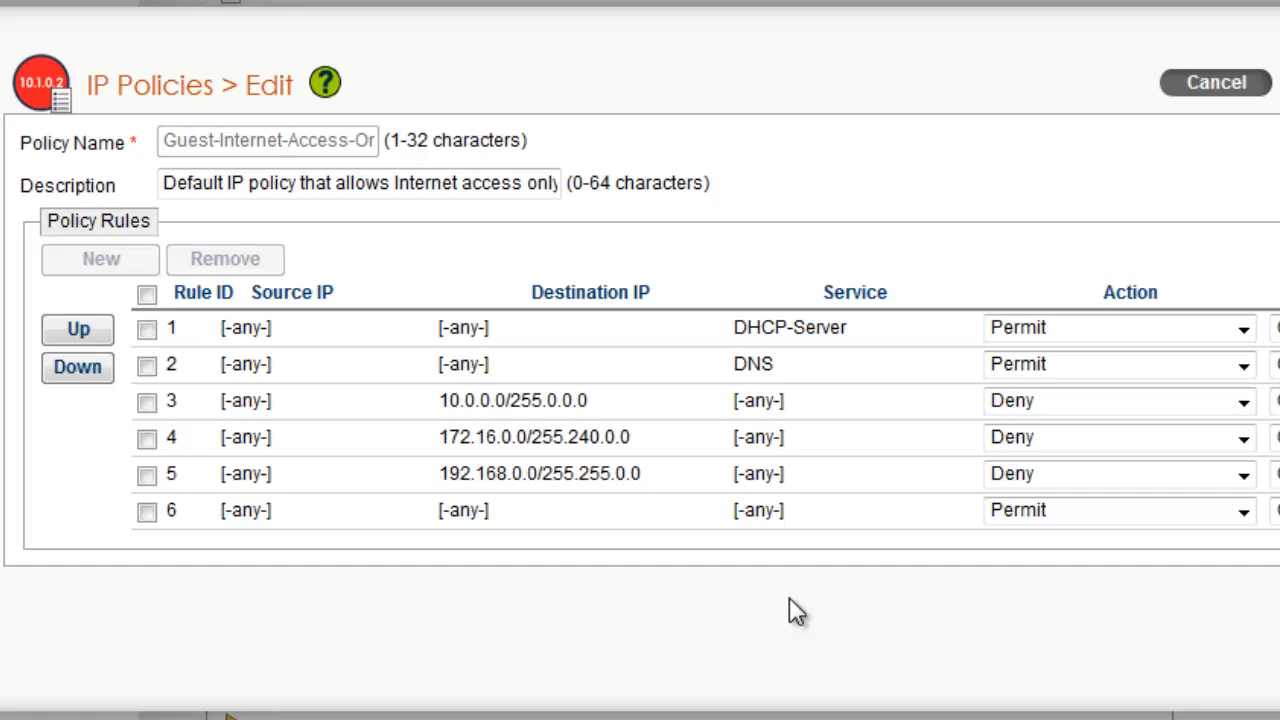 10.1.0.2
IP Policies > Edit ?
Cancel
Policy Name * Guest-Internet-Access-Or (1-32 characters)
Description Default IP policy that allows Internet access only (0-64 characters)
Policy Rules
New Remove
Rule ID Source IP Destination IP Service Action
Up 1 [-any-] [-any-] DHCP-Server Permit
Down 2 [-any-] [-any-] DNS Permit
3 [-any-] 10.0.0.0/255.0.0.0 [-any-] Deny
4 [-any-] 172.16.0.0/255.240.0.0 [-any-] Deny
5 [-any-] 192.168.0.0/255.255.0.0 [-any-] Deny
6 [-any-] [-any-] [-any-] Permit